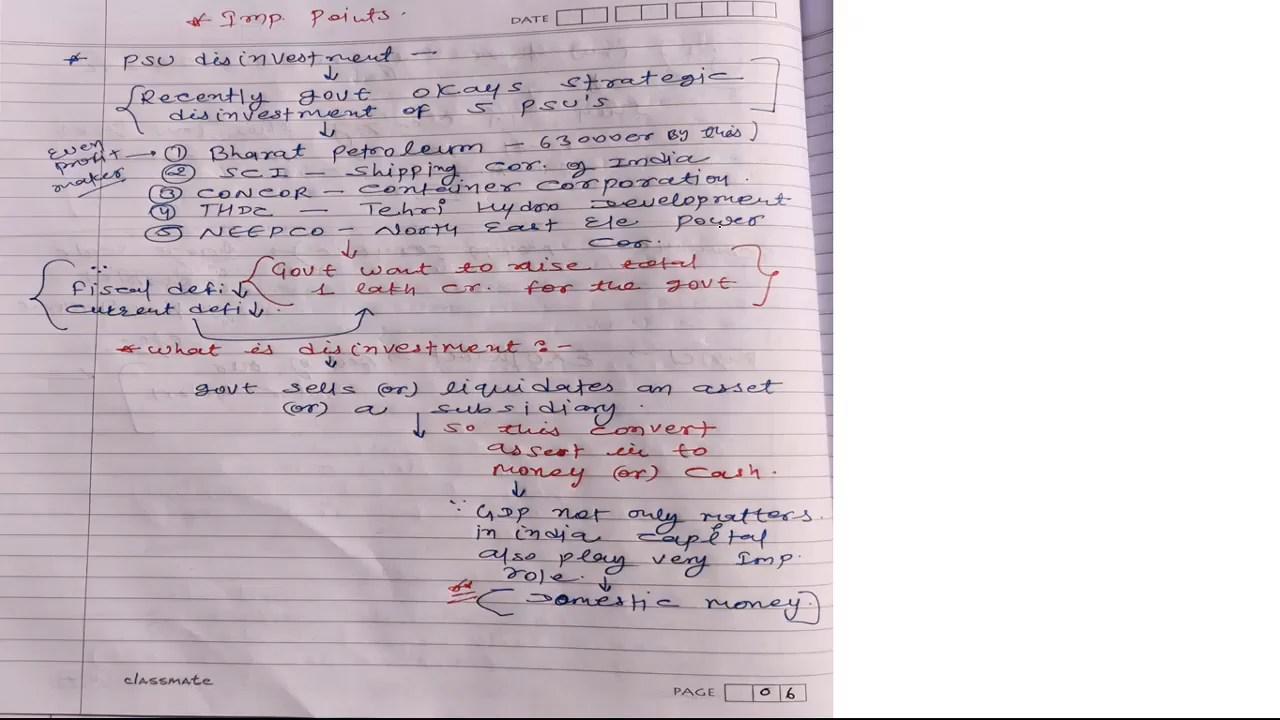 * Imp. Points.
DATE
* PSU disinvestment —
↓
Recently govt okays strategic
disinvestment of 5 PSU's
↓
Even profit maker → ① Bharat Petroleum — 63000cr By this)
② SCI — Shipping Cor. of India
③ CONCOR — Container Corporation.
④ THDC — Tehri Hydro Development
⑤ NEEPCO — North East Ele power
Cor.
↓
Govt want to raise total
Fiscal defi↓ 1 lath cr. for the govt
Current defi↓.
* What is disinvestment :-
↓
govt sells (or) liquidates an asset
(or) a subsidiary.
↓ so this convert
assert in to
money (or) Cash.
↓
∵ GDP not only matters.
in india capital
also play very Imp.
role. ↓
** (Domestic money.)
classmate
PAGE 06